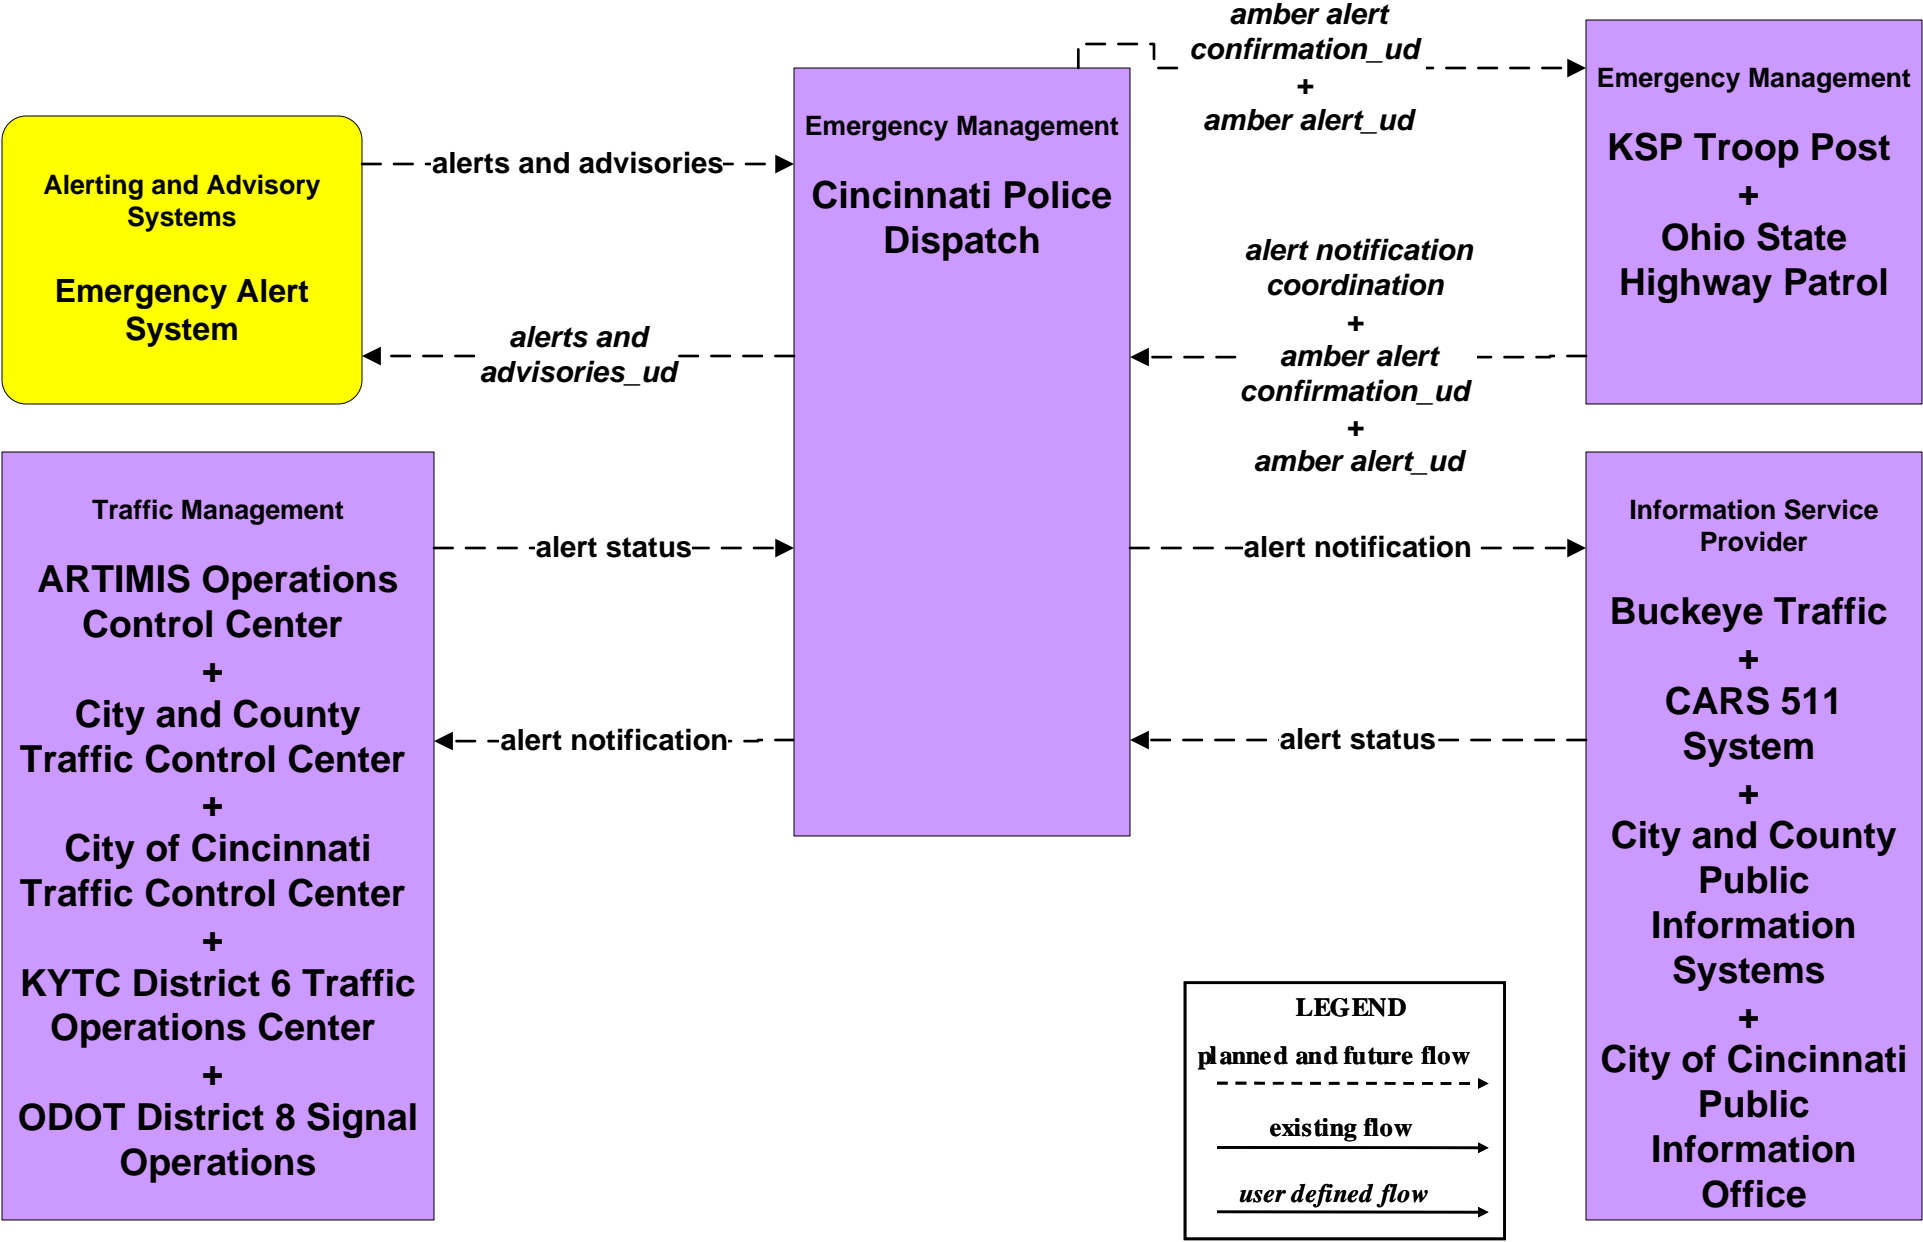 amber alert
confirmation_ud
+
amber alert_ud
Emergency Management
KSP Troop Post
+
Ohio State
Highway Patrol
Emergency Management
Cincinnati Police
Dispatch
alerts and advisories
Alerting and Advisory
Systems
Emergency Alert
System
alerts and
advisories_ud
alert notification
coordination
+
amber alert
confirmation_ud
+
amber alert_ud
Traffic Management
ARTIMIS Operations
Control Center
+
City and County
Traffic Control Center
+
City of Cincinnati
Traffic Control Center
+
KYTC District 6 Traffic
Operations Center
+
ODOT District 8 Signal
Operations
alert status
alert notification
alert notification
alert status
Information Service
Provider
Buckeye Traffic
+
CARS 511
System
+
City and County
Public
Information
Systems
+
City of Cincinnati
Public
Information
Office
LEGEND
planned and future flow
existing flow
user defined flow